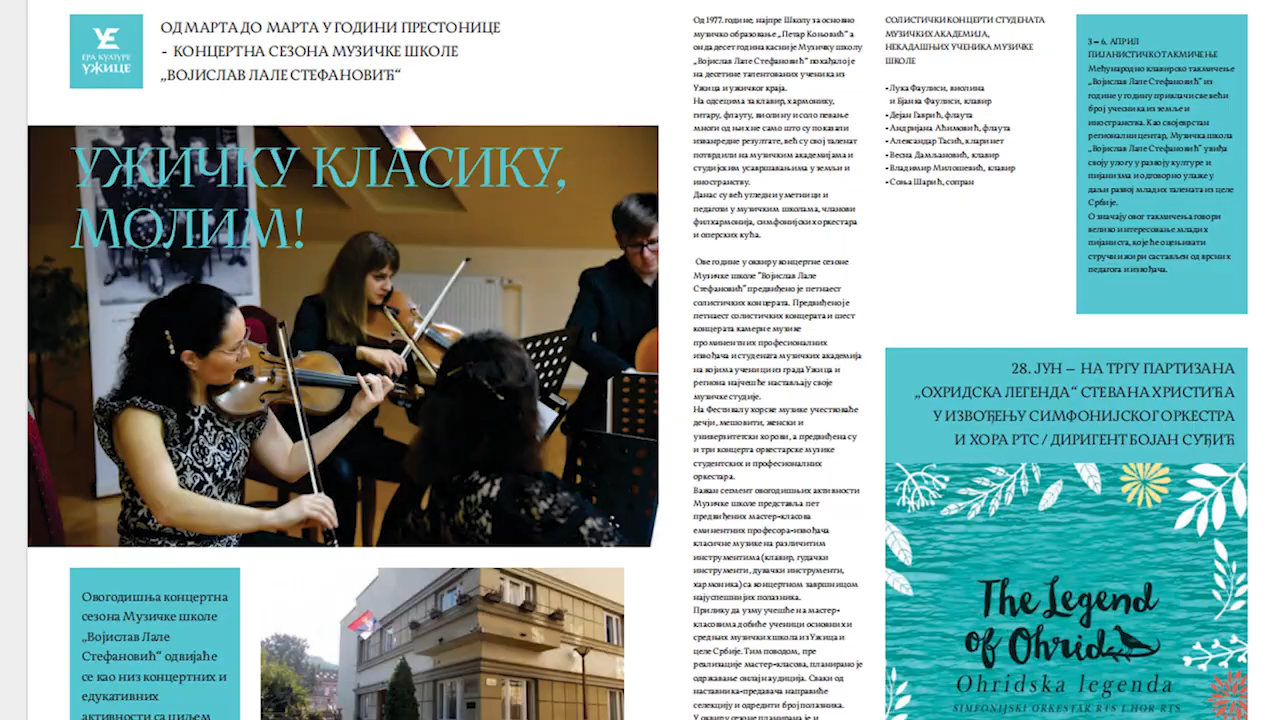 ЕРА КУЛТУРЕ
УЖИЦЕ
ОД МАРТА ДО МАРТА У ГОДИНИ ПРЕСТОНИЦЕ
- КОНЦЕРТНА СЕЗОНА МУЗИЧКЕ ШКОЛЕ
„ВОЈИСЛАВ ЛАЛЕ СТЕФАНОВИЋ“
УЖИЧКУ КЛАСИКУ,
МОЛИМ!
Овогодишња концертна
сезона Музичке школе
„Војислав Лале
Стефановић“ одвијаће
се као низ концертних и
едукативних
активности са циљем
Од 1977. године, најпре Школу за основно
музичко образовање „Петар Коњовић“ а
онда десет година касније Музичку школу
„Војислав Лале Стефановић“ похађало је
на десетине талентованих ученика из
Ужица и ужичког краја.
На одсецима за клавир, хармонику,
гитару, флауту, виолину и соло певање
многи од њих не само што су показали
изванредне резултате, већ су свој таленат
потврдили на музичким академијама и
студијским усавршавањима у земљи и
иностранству.
Данас су већ угледни уметници и
педагози у музичким школама, чланови
филхармонија, симфонијских оркестара
и оперских кућа.
Ове године у оквиру концертне сезоне
Музичке школе "Војислав Лале
Стефановић" предвиђено је петнаест
солистичких концерата. Предвиђено је
петнаест солистичких концерата и шест
концерата камерне музике
проминентних професионалних
извођача и студената музичких академија
на којима ученици из града Ужица и
региона најчешће настављају своје
музичке студије.
На Фестивалу хорске музике учествоваће
дечји, мешовити, женски и
универзитетски хорови, а предвиђена су
и три концерта оркестарске музике
студентских и професионалних
оркестара.
Важан сегмент овогодишњих активности
Музичке школе представља пет
предвиђених мастер-класова
еминентних професора-извођача
класичне музике на различитим
инструментима (клавир, гудачки
инструменти, дувачки инструменти,
хармоника) са концертном завршницом
најуспешнијих полазника.
Прилику да узму учешће на мастер-
класовима добиће ученици основних и
средњих музичких школа из Ужица и
целе Србије. Тим поводом, пре
реализације мастер-класова, планирано је
одржавање онлајн аудиција. Сваки од
наставника-предавача направиће
селекцију и одредити број полазника.
У оквиру сезоне планирана је и
СОЛИСТИЧКИ КОНЦЕРТИ СТУДЕНАТА
МУЗИЧКИХ АКАДЕМИЈА,
НЕКАДАШЊИХ УЧЕНИКА МУЗИЧКЕ
ШКОЛЕ
- Лука Фаулиси, виолина
и Бјанка Фаулиси, клавир
- Дејан Гаврић, флаута
- Андријана Аћимовић, флаута
- Александар Тасић, кларинет
- Весна Дамљановић, клавир
- Владимир Милошевић, клавир
- Соња Шарић, сопран
3 – 6. АПРИЛ
ПИЈАНИСТИЧКО ТАКМИЧЕЊЕ
Међународно клавирско такмичење
„Војислав Лале Стефановић“ из
године у годину привлачи све већи
број учесника из земље и
иностранства. Као својеврстан
регионални центар, Музичка школа
„Војислав Лале Стефановић“ увиђа
своју улогу у развоју културе и
пијанизма и одговорно улаже у
даљи развој младих талената из целе
Србије.
О значају овог такмичења говори
велико интересовање младих
пијаниста, које ће оцењивати
стручни жири састављен од врсних
педагога и извођача.
28. ЈУН – НА ТРГУ ПАРТИЗАНА
„ОХРИДСКА ЛЕГЕНДА“ СТЕВАНА ХРИСТИЋА
У ИЗВОЂЕЊУ СИМФОНИЈСКОГ ОРКЕСТРА
И ХОРА РТС / ДИРИГЕНТ БОЈАН СУЂИЋ
The Legend
of Ohrid
Ohridska legenda
SIMFONIJSKI ORKESTAR RTS I HOR RTS